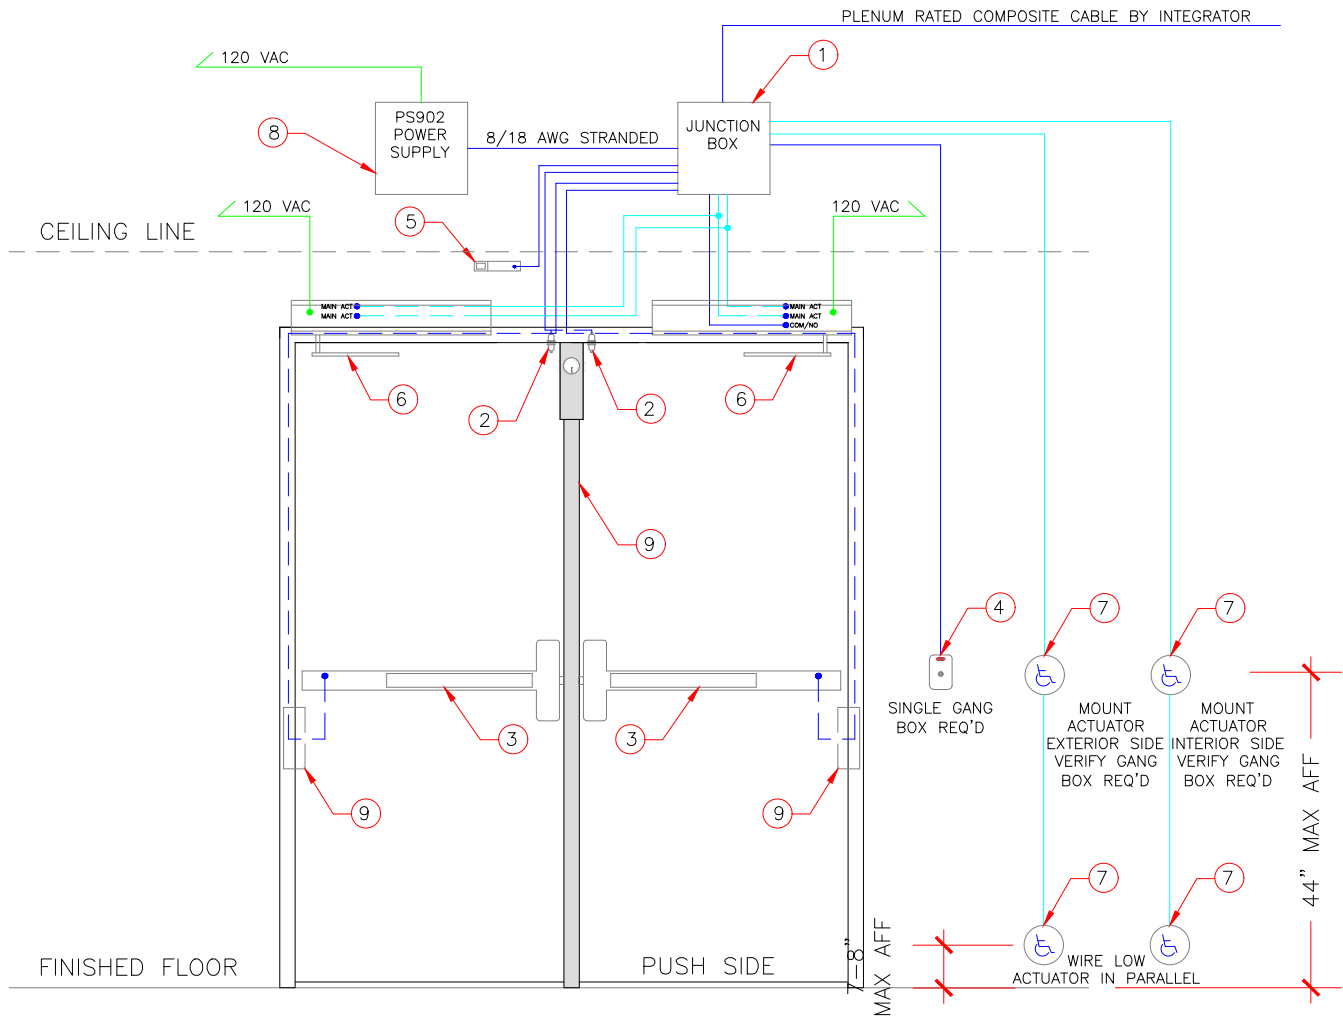 PLENUM RATED COMPOSITE CABLE BY INTEGRATOR
120 VAC
1
PS902
POWER
SUPPLY
8
8/18 AWG STRANDED
JUNCTION
BOX
120 VAC
5
120 VAC
CEILING LINE
MAIN ACT
MAIN ACT
MAIN ACT
MAIN ACT
COM/NO
6
2
2
6
9
4
7
7
SINGLE GANG
BOX REQ'D
MOUNT
ACTUATOR
EXTERIOR SIDE
VERIFY GANG
BOX REQ'D
MOUNT
ACTUATOR
INTERIOR SIDE
VERIFY GANG
BOX REQ'D
3
3
9
9
44" MAX AFF
7
7
7-8"
MAX AFF
WIRE LOW
ACTUATOR IN PARALLEL
FINISHED FLOOR
PUSH SIDE